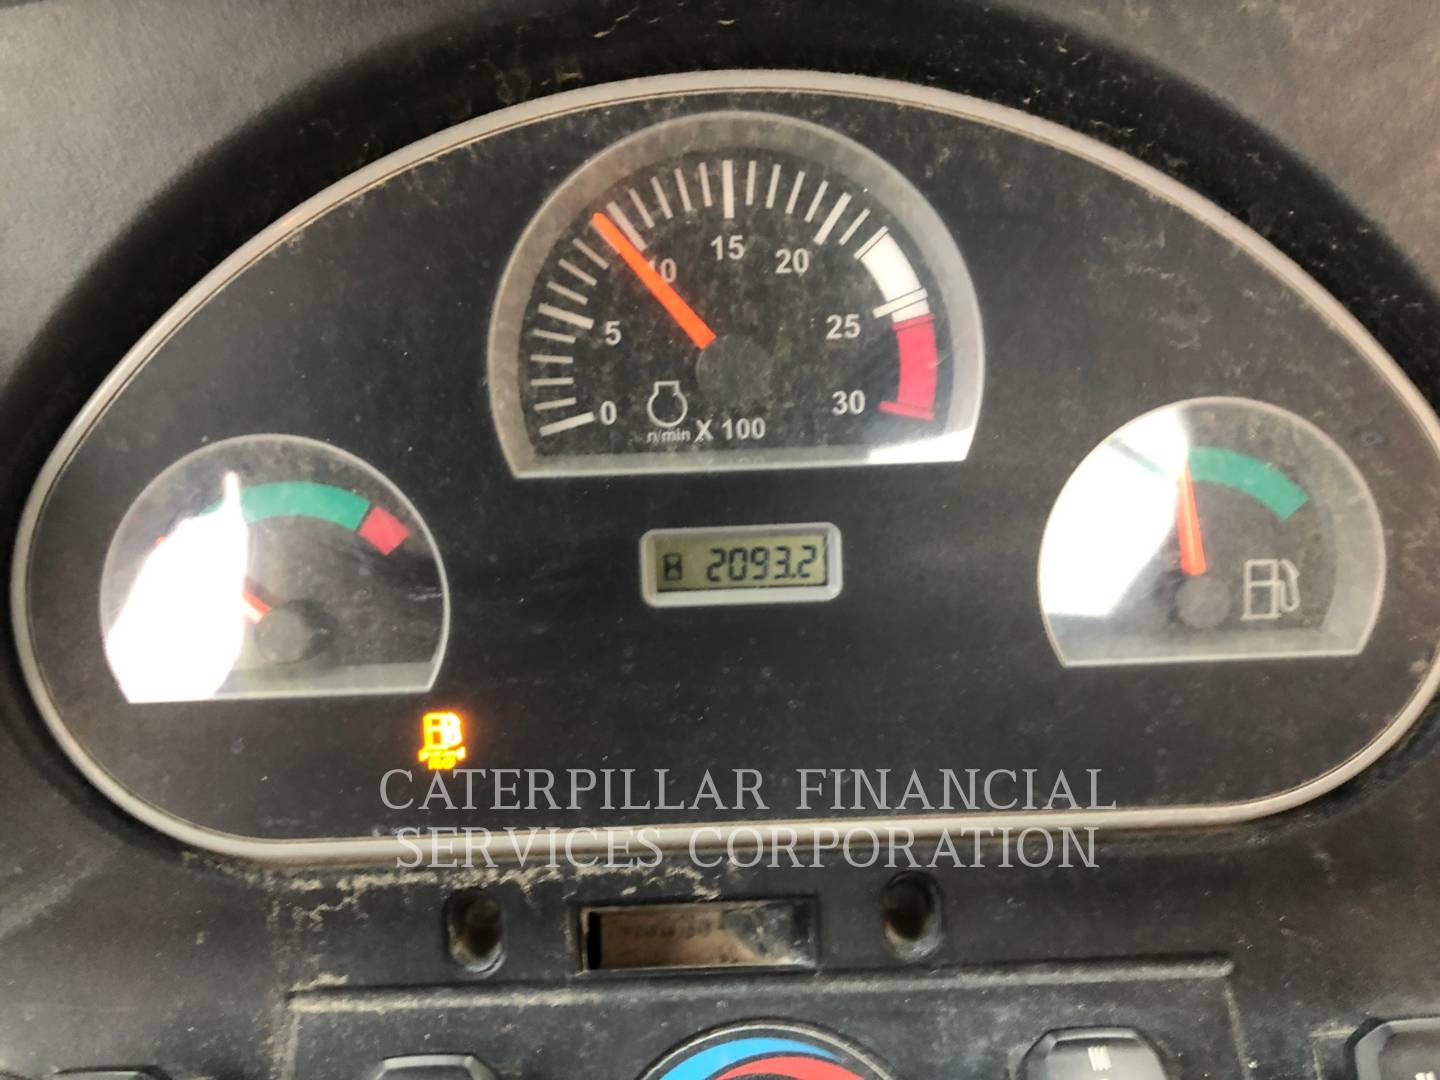 15
10
20
5
25
0
30
n/min X 100
2093.2
CATERPILLAR FINANCIAL
SERVICES CORPORATION